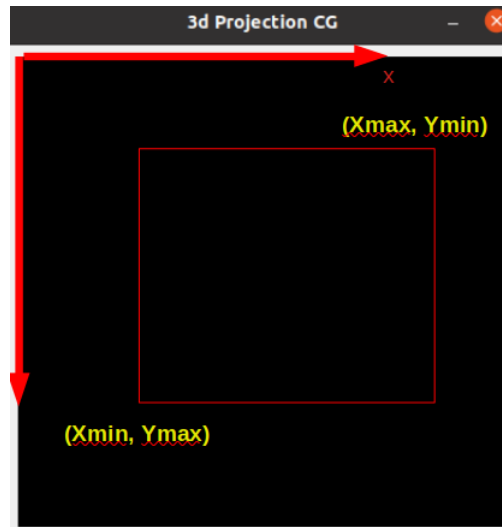 3d Projection CG
X
(Xmax, Ymin)
(Xmin, Ymax)